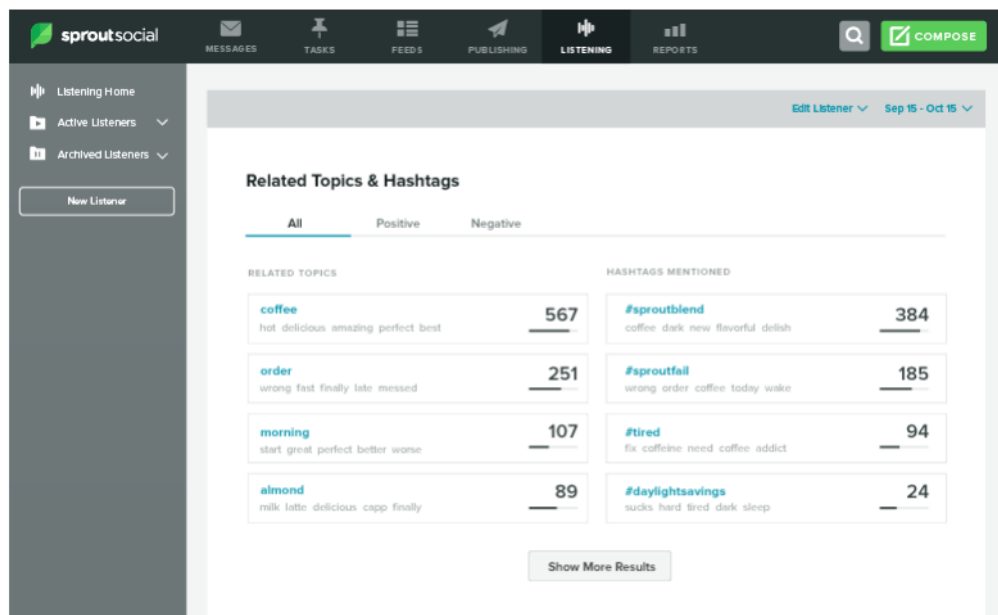 sproutsocial
MESSAGES
TASKS
FEEDS
PUBLISHING
LISTENING
REPORTS
COMPOSE
Listening Home
Active Listeners
Archived Listeners
New Listener
Edit Listener
Sep 15 - Oct 15
Related Topics & Hashtags
All
Positive
Negative
RELATED TOPICS
coffee
567
hot delicious amazing perfect best
order
251
wrong fast finally late messed
morning
107
start great perfect better worse
almond
89
milk latte delicious capp finally
HASHTAGS MENTIONED
#sproutblend
384
coffee dark new flavorful delish
#sproutfail
185
wrong order coffee today wake
#tired
94
fix coffeine need coffee addict
#daylightsavings
24
sucks hard tired dark sleep
Show More Results